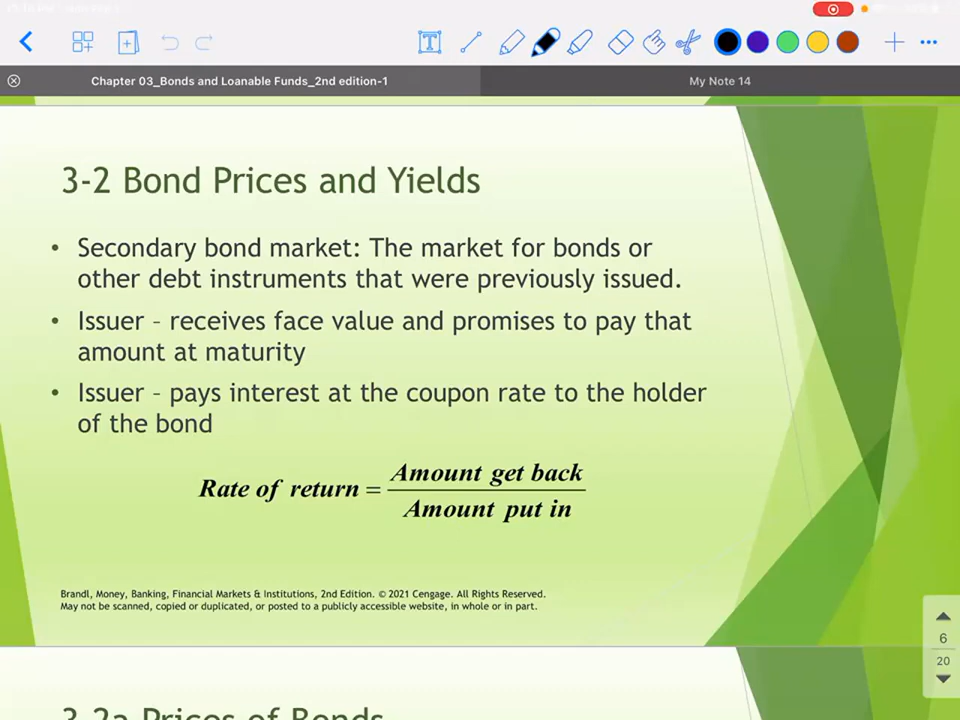 Chapter 03_Bonds and Loanable Funds_2nd edition-1
My Note 14
3-2 Bond Prices and Yields
• Secondary bond market: The market for bonds or
other debt instruments that were previously issued.
• Issuer – receives face value and promises to pay that
amount at maturity
• Issuer – pays interest at the coupon rate to the holder
of the bond
Rate of return = Amount get back
Amount put in
Brandl, Money, Banking, Financial Markets & Institutions, 2nd Edition. © 2021 Cengage. All Rights Reserved.
May not be scanned, copied or duplicated, or posted to a publicly accessible website, in whole or in part.
6
20
3-2a Prices of Bonds